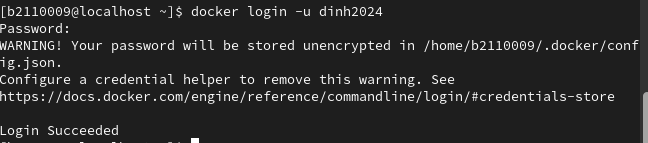 [b2110009@localhost ~]$ docker login -u dinh2024
Password:
WARNING! Your password will be stored unencrypted in /home/b2110009/.docker/conf
ig.json.
Configure a credential helper to remove this warning. See
https://docs.docker.com/engine/reference/commandline/login/#credentials-store

Login Succeeded